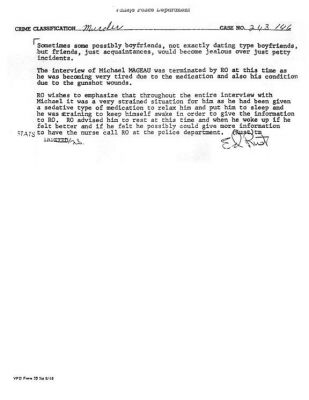 Vallejo Police Department
CRIME CLASSIFICATION Murder CASE NO. 243 146
Sometimes some possibly boyfriends, not exactly dating type boyfriends,
but friends, just acquaintances, would become jealous over just petty
incidents.
The interview of Michael MAGEAU was terminated by RO at this time as
he was becoming very tired due to the medication and also his condition
due to the gunshot wounds.
RO wishes to emphasize that throughout the entire interview with
Michael it was a very strained situation for him as he had been given
a sedative type of medication to relax him and put him to sleep and
he was straining to keep himself awake in order to give the information
to RO. RO advised him to rest at this time and when he woke up if he
felt better and if he felt he possibly could give more information
STATS to have the nurse call RO at the police department. (Rust)tm
Ed Rust
VPD Form